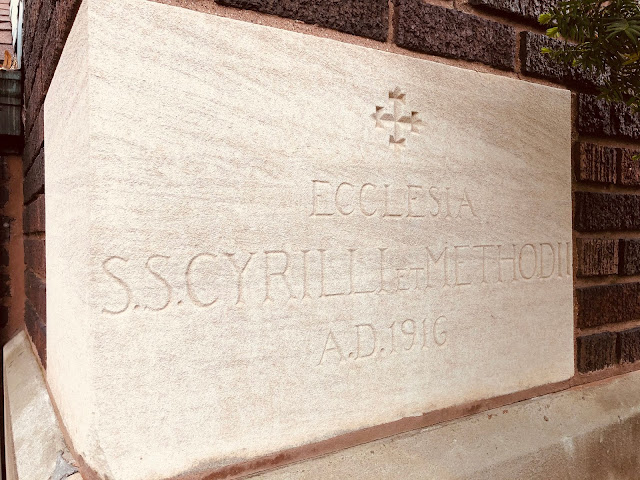 ECCLESIA
S.S.CYRILLI ET METHODII
A.D.1916